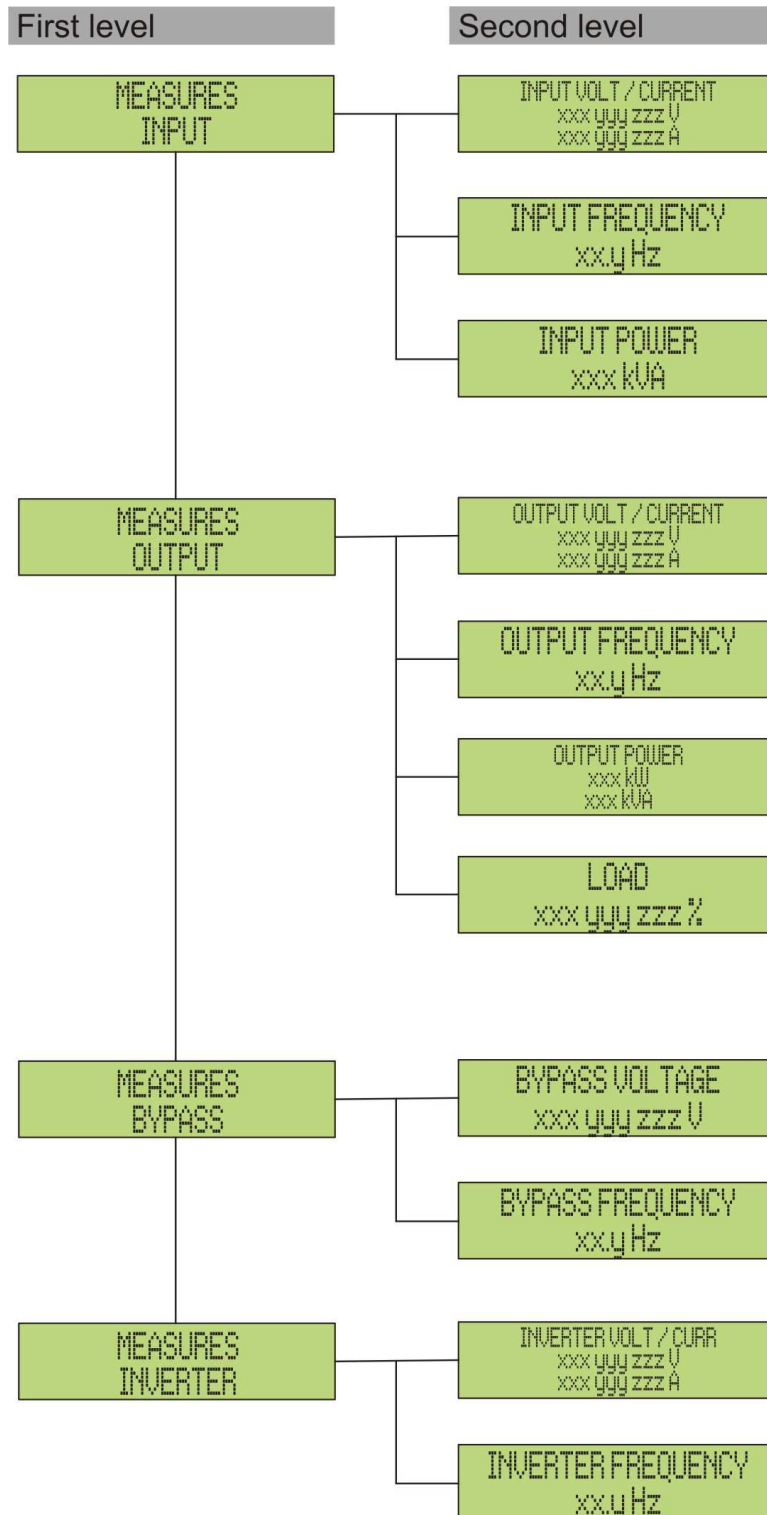 First level
Second level
MEASURES
INPUT
INPUT VOLT / CURRENT
xxx yyy zzz V
xxx yyy zzz A
INPUT FREQUENCY
xx.y Hz
INPUT POWER
xxx kVA
MEASURES
OUTPUT
OUTPUT VOLT / CURRENT
xxx yyy zzz V
xxx yyy zzz A
OUTPUT FREQUENCY
xx.y Hz
OUTPUT POWER
xxx kW
xxx kVA
LOAD
xxx yyy zzz %
MEASURES
BYPASS
BYPASS VOLTAGE
xxx yyy zzz V
BYPASS FREQUENCY
xx.y Hz
MEASURES
INVERTER
INVERTER VOLT / CURR
xxx yyy zzz V
xxx yyy zzz A
INVERTER FREQUENCY
xx.y Hz